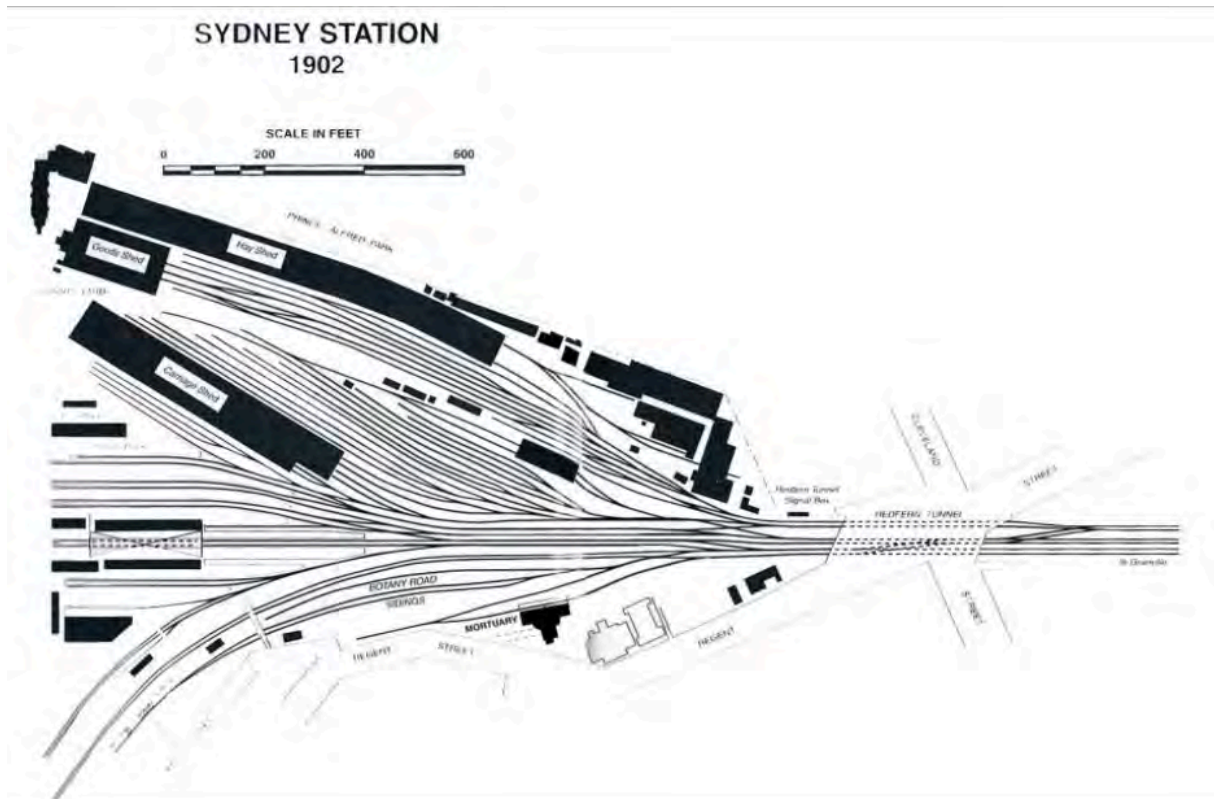 SYDNEY STATION
1902
SCALE IN FEET
0 200 400 600
PRINCE ALFRED PARK
Hay Shed
Goods Shed
Carriage Shed
CLEVELAND
STREET
Redfern Tunnel
Signal Box
REDFERN TUNNEL
BOTANY ROAD
SIDINGS
MORTUARY
REGENT
STREET
REGENT
STREET